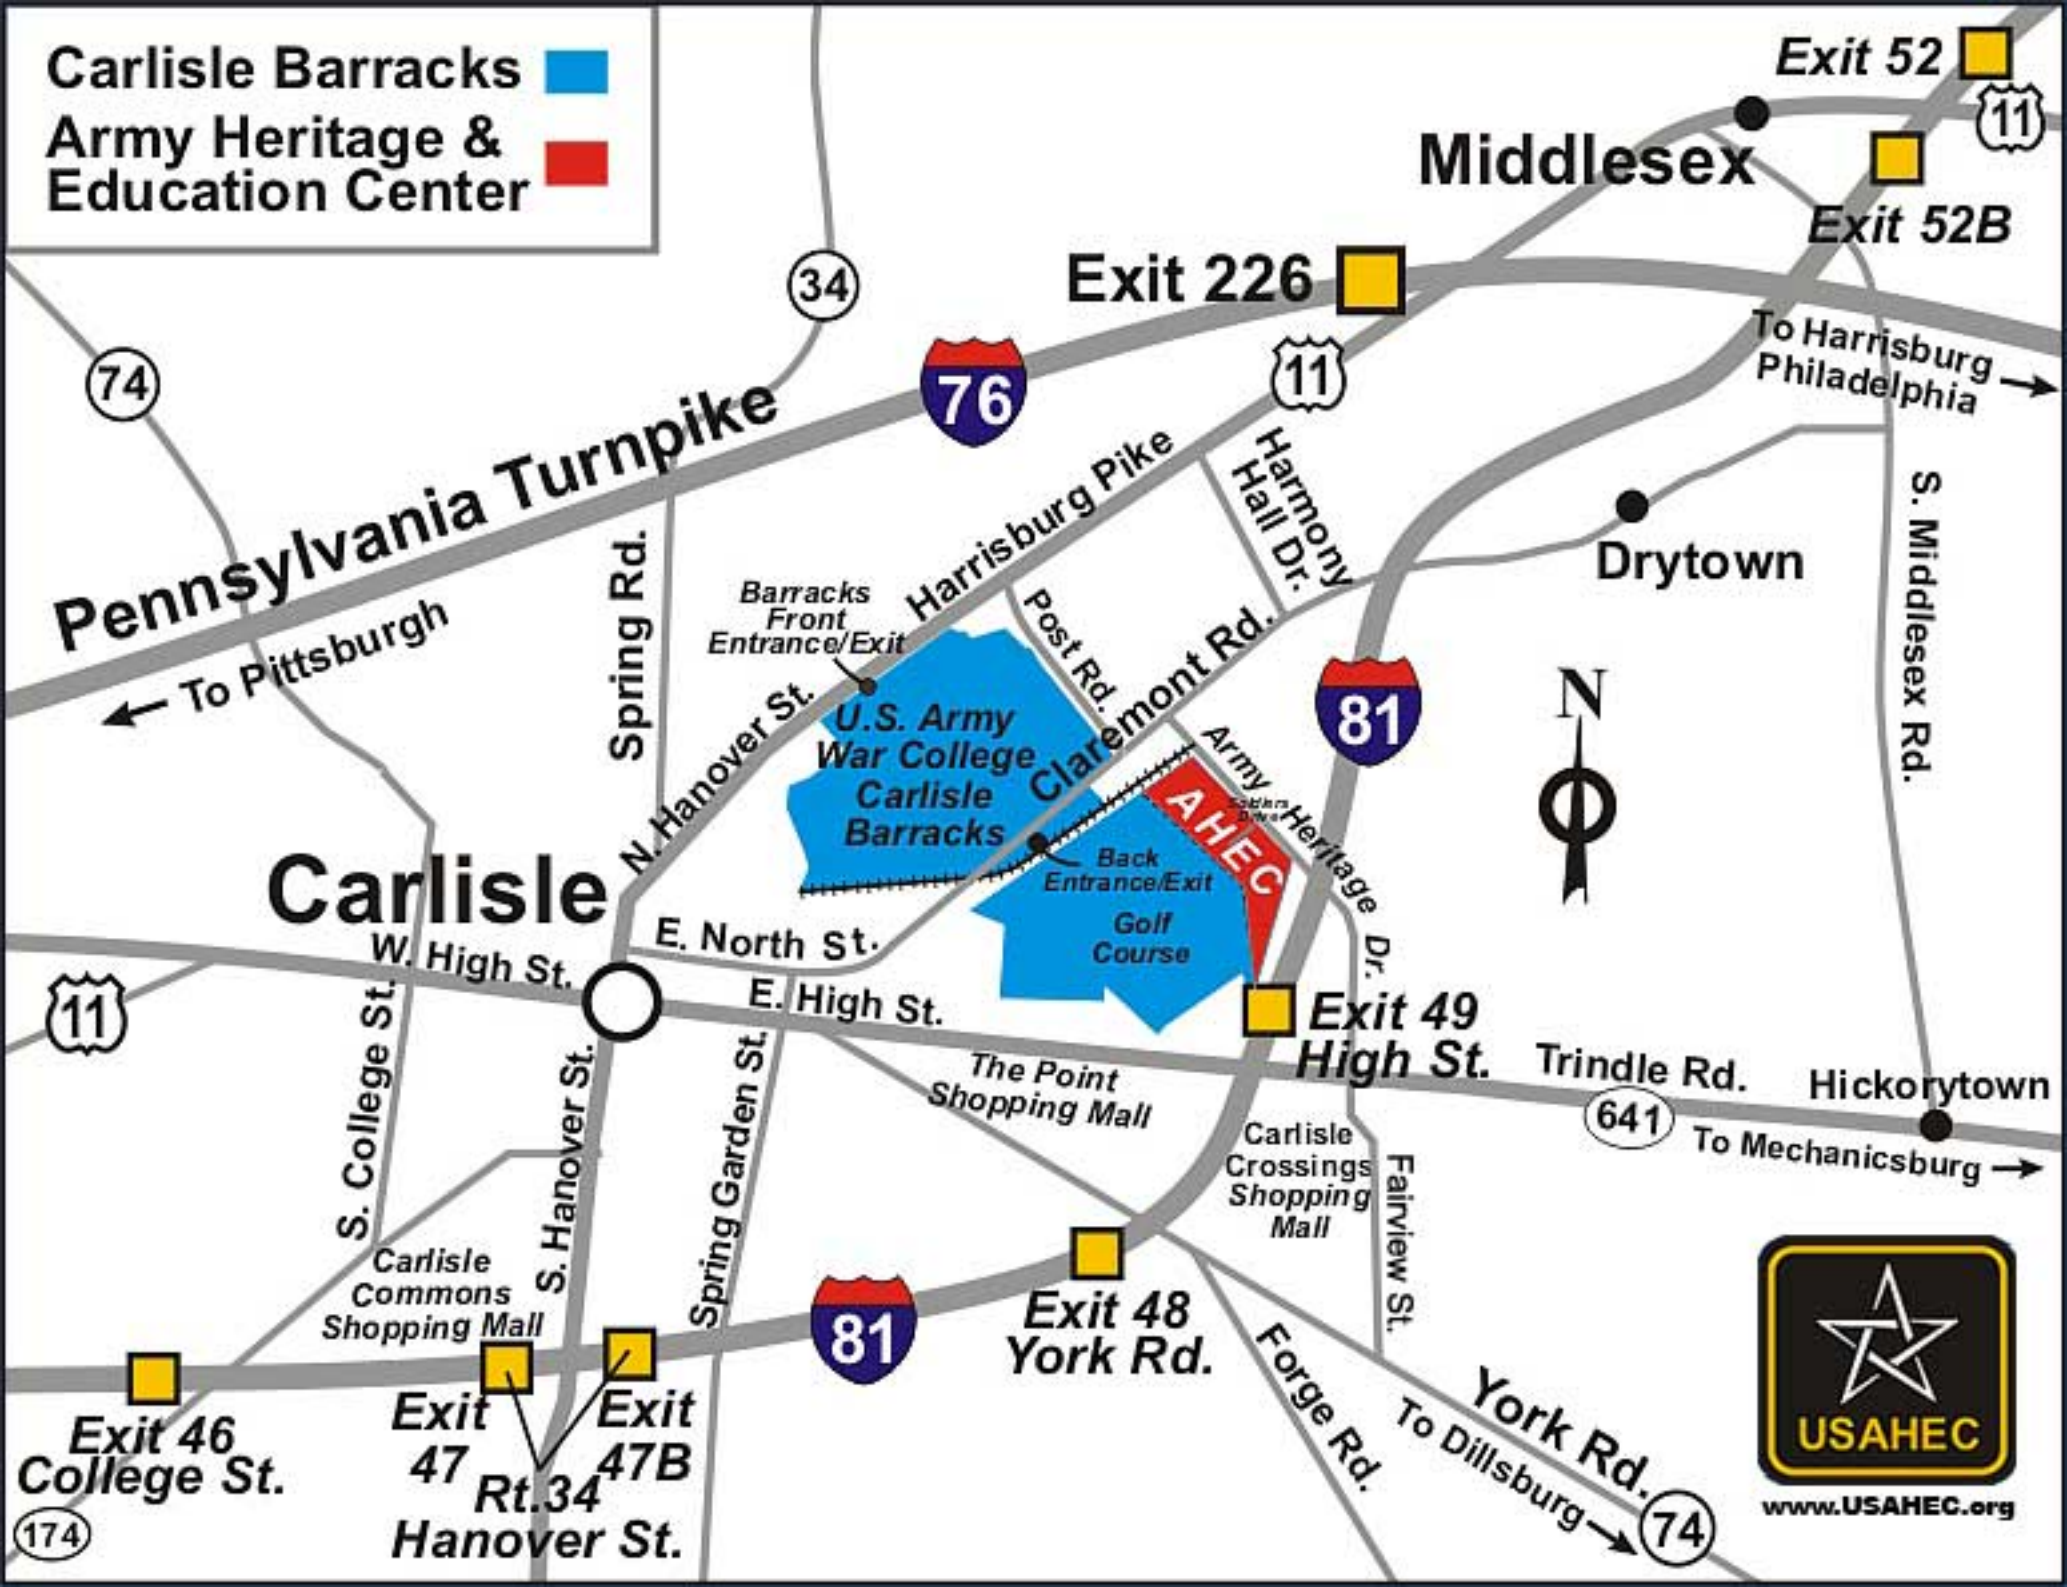 Carlisle Barracks
Army Heritage &
Education Center
Exit 52
11
Middlesex
Exit 52B
34
Exit 226
To Harrisburg
Philadelphia
74
76
11
Pennsylvania Turnpike
To Pittsburgh
Spring Rd.
Harrisburg Pike
Harmony
Hall Dr.
Drytown
S. Middlesex Rd.
Barracks
Front
Entrance/Exit
Post Rd.
Claremont Rd.
N. Hanover St.
U.S. Army
War College
Carlisle
Barracks
81
N
Army Heritage Dr.
AHEC
Back
Entrance/Exit
Golf
Course
Carlisle
W. High St.
E. North St.
E. High St.
11
S. College St.
Exit 49
High St.
Trindle Rd.
641
Hickorytown
To Mechanicsburg
The Point
Shopping Mall
S. Hanover St.
Spring Garden St.
Carlisle
Crossings
Shopping
Mall
Fairview St.
Carlisle
Commons
Shopping Mall
81
Exit 48
York Rd.
Forge Rd.
York Rd.
To Dillsburg
74
Exit 46
College St.
174
Exit
47
Exit
47B
Rt.34
Hanover St.
USAHEC
www.USAHEC.org